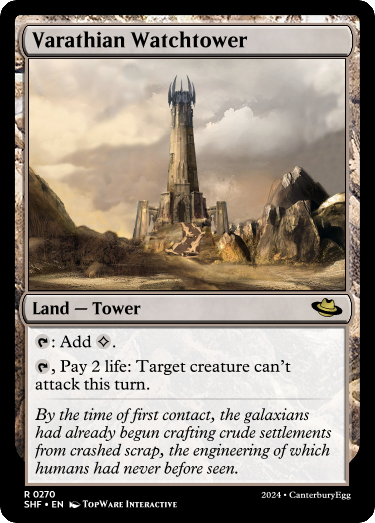 Varathian Watchtower
Land — Tower
: Add .
, Pay 2 life: Target creature can't
attack this turn.
By the time of first contact, the galaxians
had already begun crafting crude settlements
from crashed scrap, the engineering of which
humans had never before seen.
R 0270
SHF • EN TopWare Interactive
2024 • CanterburyEgg